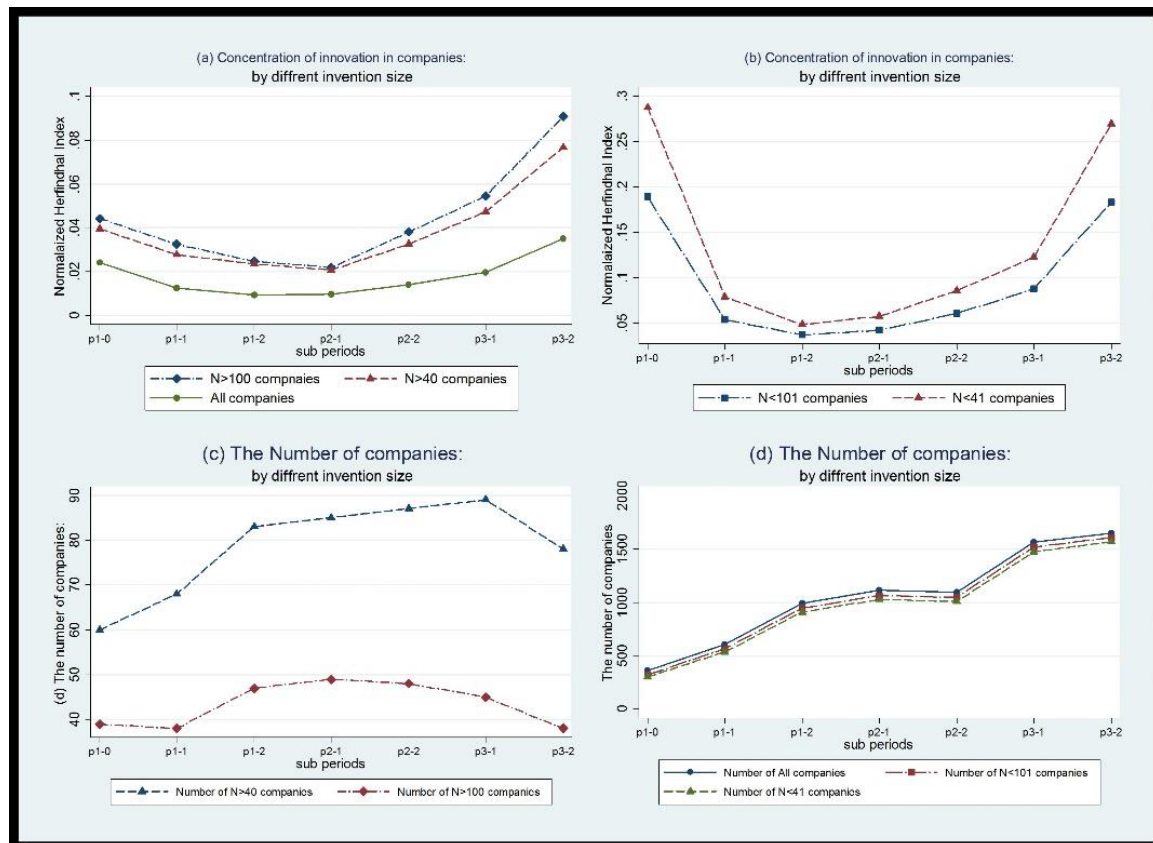 (a) Concentration of innovation in companies:
by diffrent invention size
Normalaized Herfindhal Index
.1
.08
.06
.04
.02
0
p1-0 p1-1 p1-2 p2-1 p2-2 p3-1 p3-2
sub periods
N>100 compnaies N>40 companies
All companies
(b) Concentration of innovation in companies:
by diffrent invention size
Normalaized Herfindhal Index
.3
.25
.2
.15
.1
.05
p1-0 p1-1 p1-2 p2-1 p2-2 p3-1 p3-2
sub periods
N<101 companies N<41 companies
(c) The Number of companies:
by diffrent invention size
(d) The number of companies:
90
80
70
60
50
40
p1-0 p1-1 p1-2 p2-1 p2-2 p3-1 p3-2
sub periods
Number of N>40 companies Number of N>100 companies
(d) The Number of companies:
by diffrent invention size
The number of companies
2000
1500
1000
500
0
p1-0 p1-1 p1-2 p2-1 p2-2 p3-1 p3-2
sub periods
Number of All companies Number of N<101 companies
Number of N<41 companies